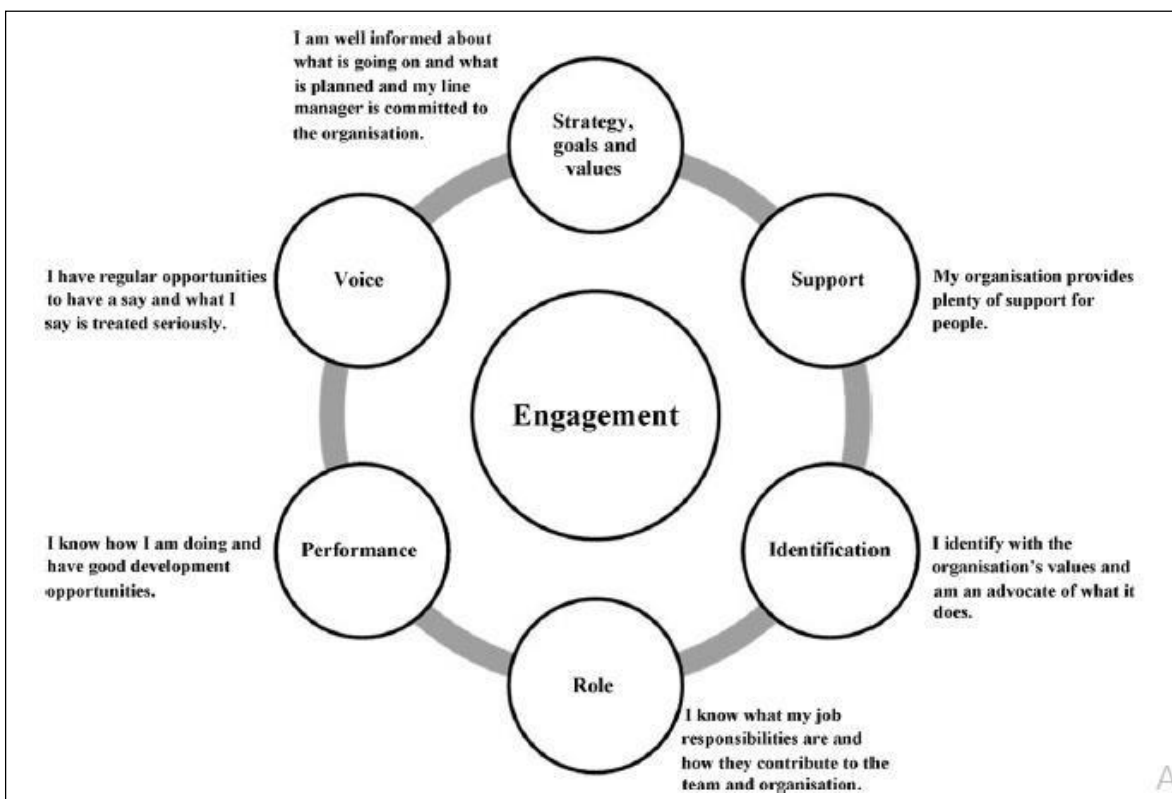 I am well informed about
what is going on and what
is planned and my line
manager is committed to
the organisation.
Strategy,
goals and
values
Voice
I have regular opportunities
to have a say and what I
say is treated seriously.
Support
My organisation provides
plenty of support for
people.
Engagement
Performance
I know how I am doing and
have good development
opportunities.
Identification
I identify with the
organisation's values and
am an advocate of what it
does.
Role
I know what my job
responsibilities are and
how they contribute to the
team and organisation.
A